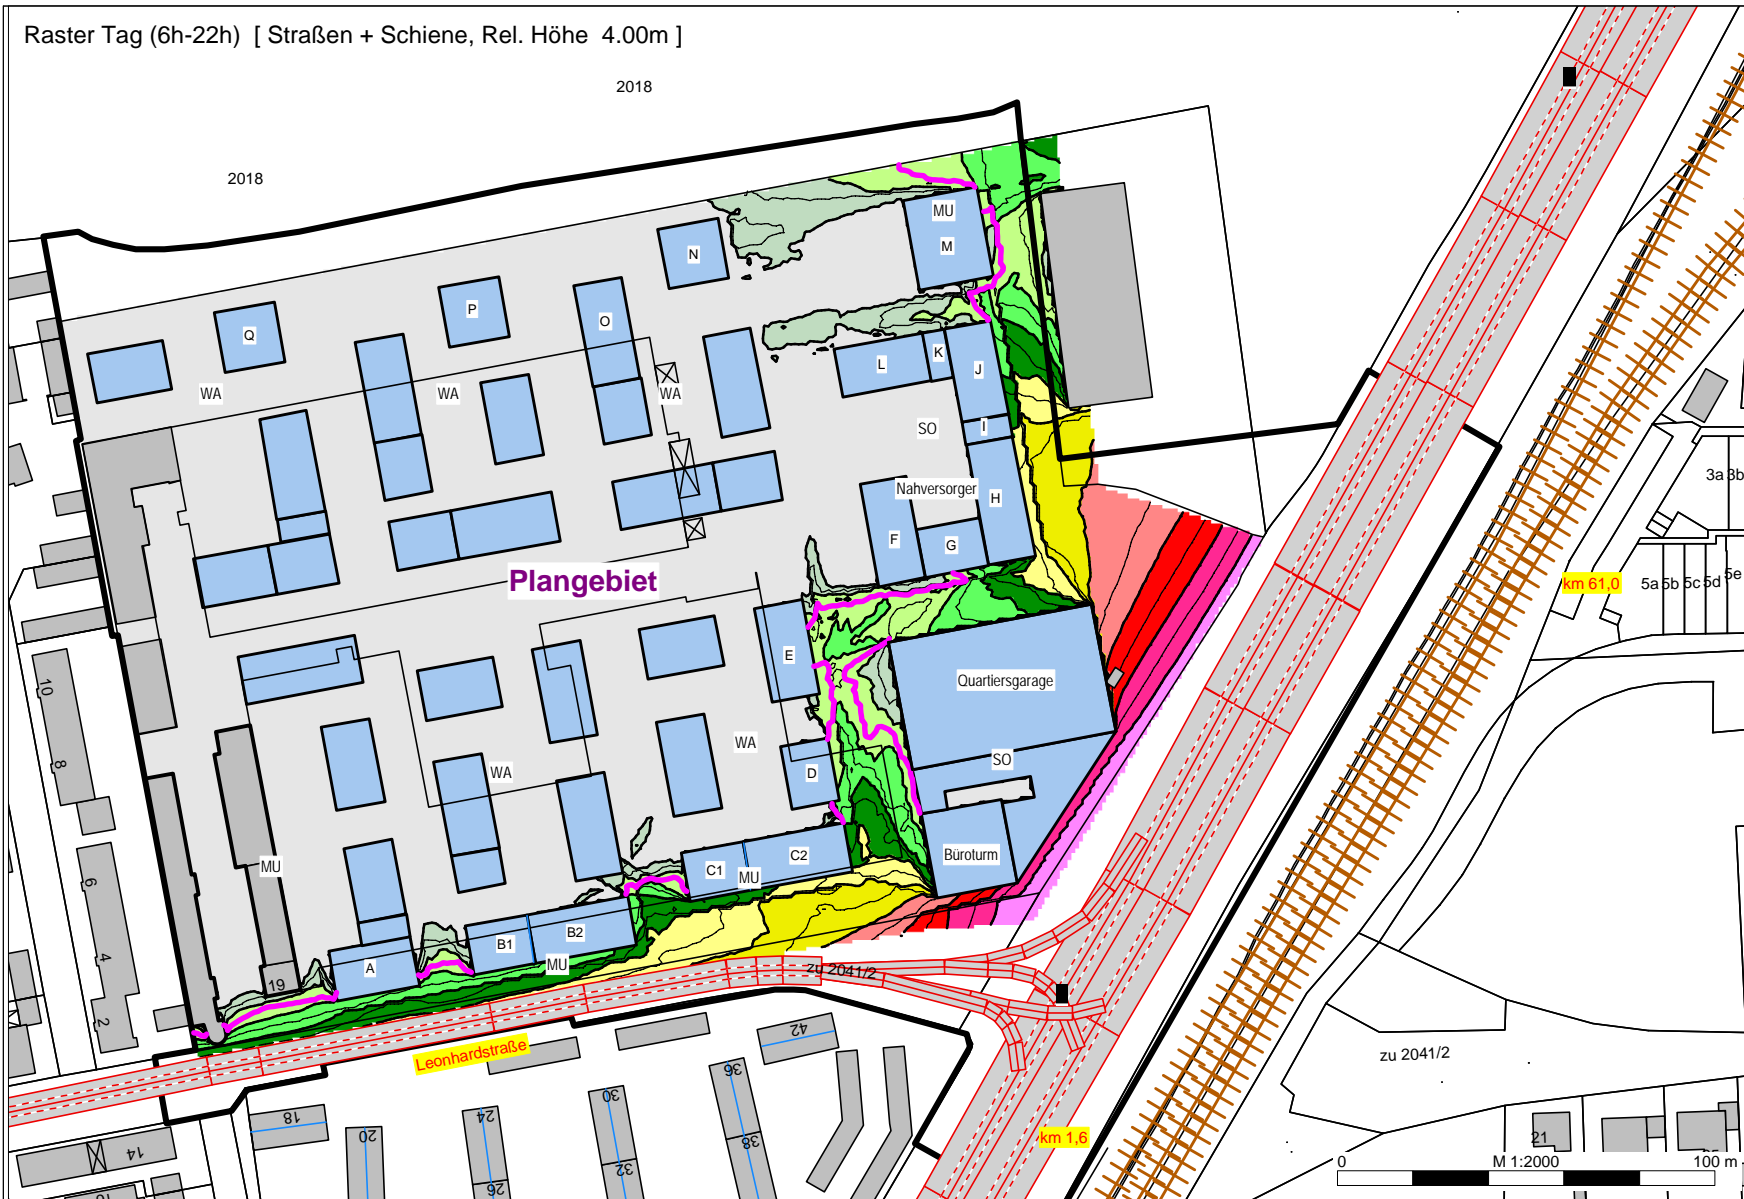 Raster Tag (6h-22h) [ Straßen + Schiene, Rel. Höhe 4.00m ]
2018
2018
MU
M
N
P
O
Q
K
L
J
WA
WA
WA
SO
I
3a 3b
Nahversorger
H
F
G
Plangebiet
km 61,0
5a 5b 5c 5d 5e
E
Quartiersgarage
10
WA
SO
8
WA
D
MU
C2
C1
MU
Büroturm
6
B2
B1
MU
A
4
19
zu 2041/2
2
42
Leonhardstraße
zu 2041/2
36
30
24
18
20
38
32
26
14
km 1,6
21
0
M 1:2000
100 m